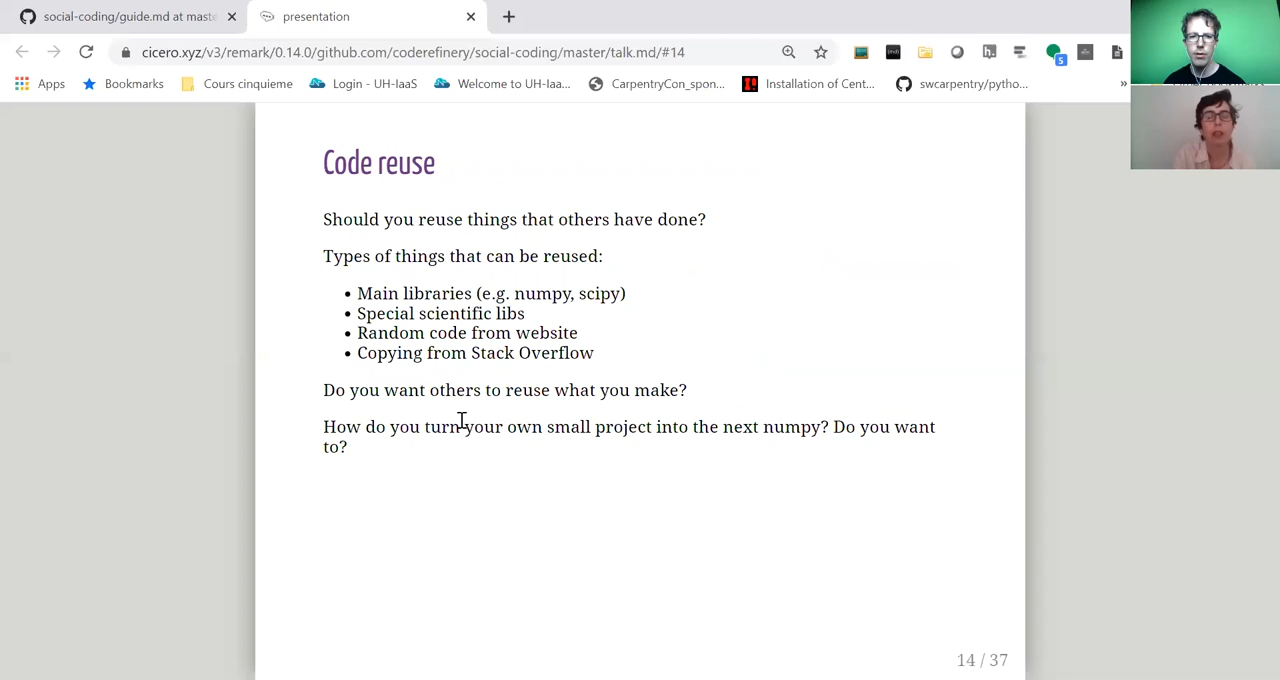 social-coding/guide.md at maste
presentation
cicero.xyz/v3/remark/0.14.0/github.com/coderefinery/social-coding/master/talk.md/#14
5
Apps
Bookmarks
Cours cinquieme
Login - UH-IaaS
Welcome to UH-Iaa...
CarpentryCon_spon...
Installation of Cent...
swcarpentry/pytho...
»
Code reuse
Should you reuse things that others have done?
Types of things that can be reused:
• Main libraries (e.g. numpy, scipy)
• Special scientific libs
• Random code from website
• Copying from Stack Overflow
Do you want others to reuse what you make?
How do you turn your own small project into the next numpy? Do you want
to?
14 / 37